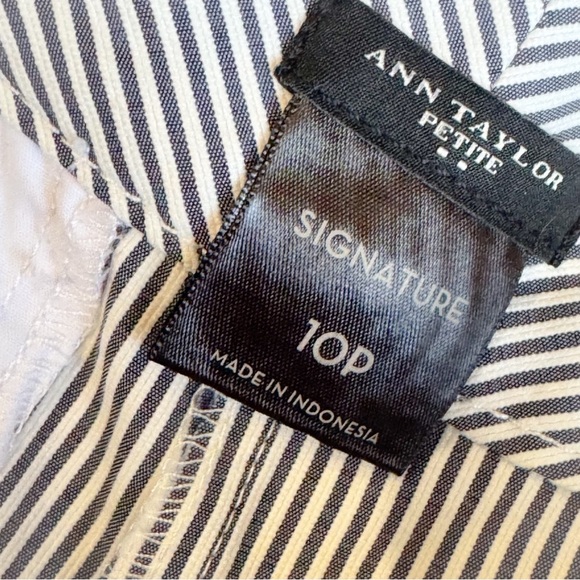 ANN TAYLOR
PETITE
SIGNATURE
10P
MADE IN INDONESIA